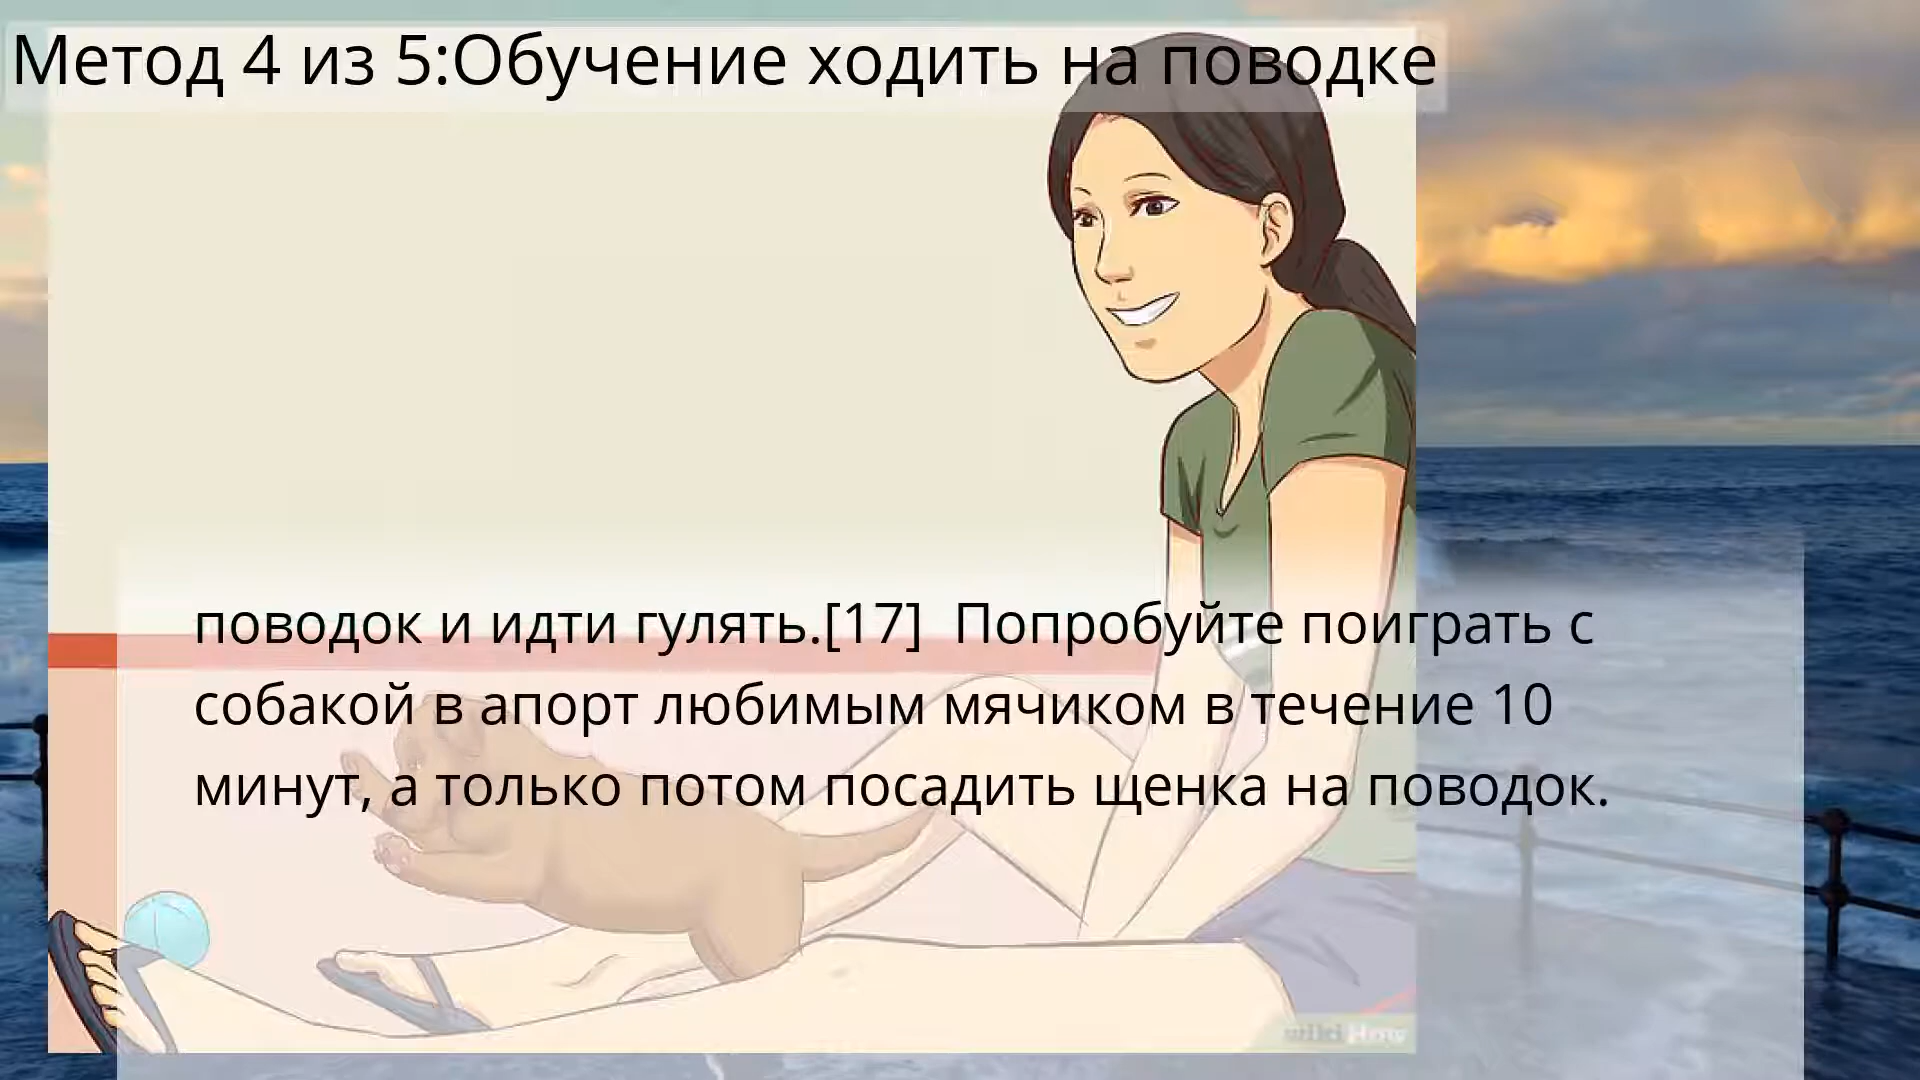 Метод 4 из 5:Обучение ходить на поводке
поводок и идти гулять.[17]  Попробуйте поиграть с
собакой в апорт любимым мячиком в течение 10
минут, а только потом посадить щенка на поводок.
wikiHow